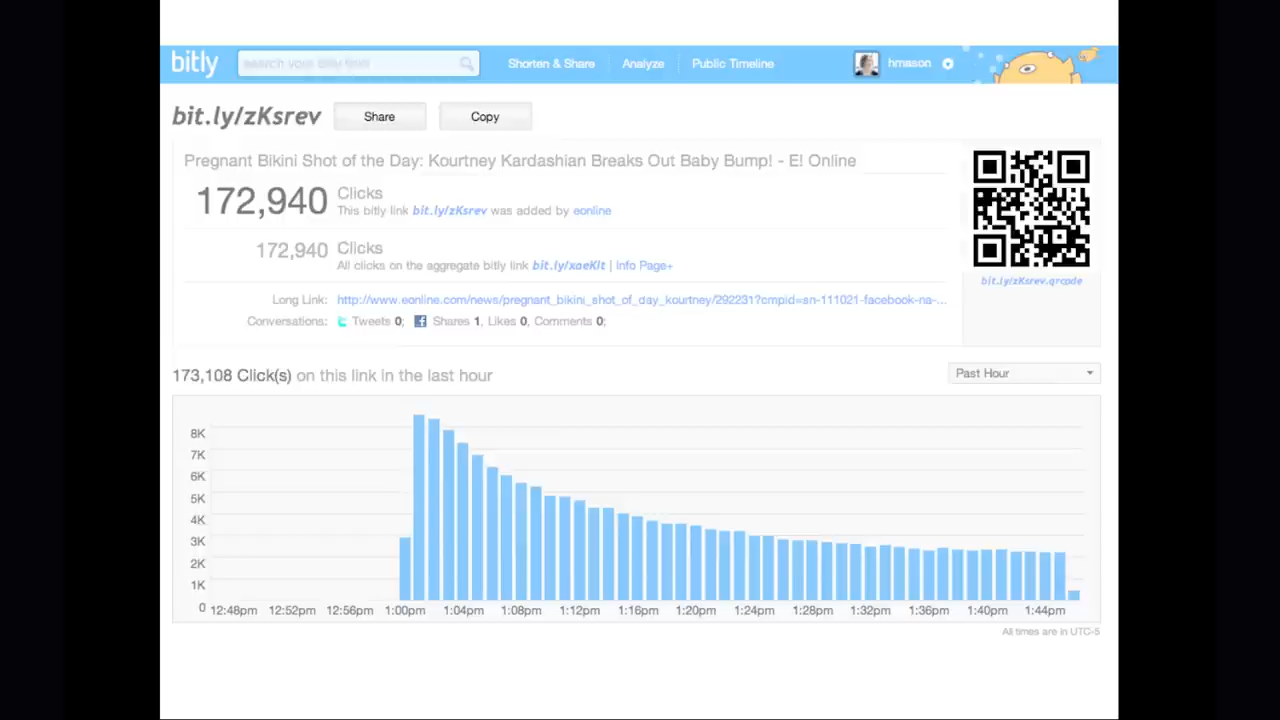 bitly search your bitly links Shorten & Share Analyze Public Timeline hmason
bit.ly/zKsrev Share Copy
Pregnant Bikini Shot of the Day: Kourtney Kardashian Breaks Out Baby Bump! - E! Online
172,940 Clicks
This bitly link bit.ly/zKsrev was added by eonline
172,940 Clicks
All clicks on the aggregate bitly link bit.ly/xaeKIt | Info Page+
bit.ly/zKsrev.qrcode
Long Link: http://www.eonline.com/news/pregnant_bikini_shot_of_day_kourtney/292231?cmpid=sn-111021-facebook-na-...
Conversations: Tweets 0; Shares 1, Likes 0, Comments 0;
173,108 Click(s) on this link in the last hour
Past Hour
8K
7K
6K
5K
4K
3K
2K
1K
0
12:48pm 12:52pm 12:56pm 1:00pm 1:04pm 1:08pm 1:12pm 1:16pm 1:20pm 1:24pm 1:28pm 1:32pm 1:36pm 1:40pm 1:44pm
All times are in UTC-5